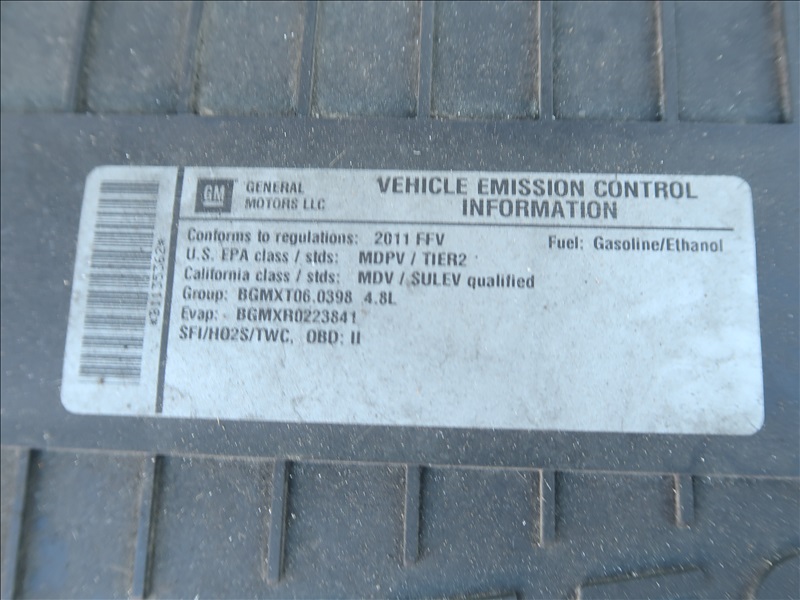 GM
GENERAL
MOTORS LLC
VEHICLE EMISSION CONTROL
INFORMATION
Conforms to regulations: 2011 FFV
Fuel: Gasoline/Ethanol
U.S. EPA class / stds: MDPV / TIER2
California class / stds: MDV / SULEV qualified
Group: BGMXT06.0398 4.8L
Evap: BGMXR0223841
SFI/HO2S/TWC, OBD: II